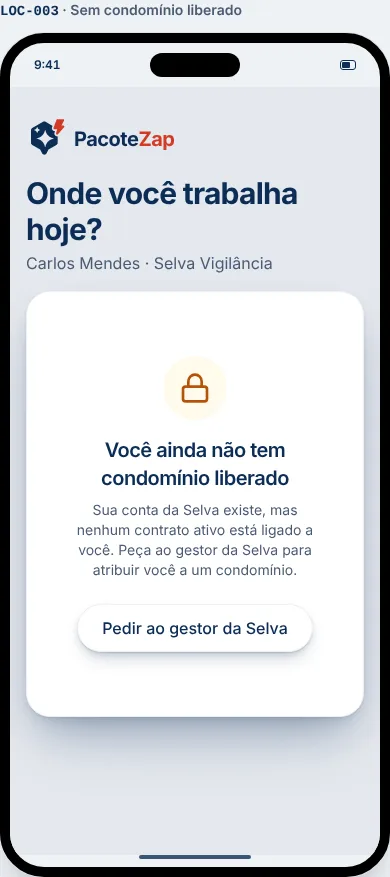 LOC-003 · Sem condomínio liberado
9:41
PacoteZap
Onde você trabalha
hoje?
Carlos Mendes · Selva Vigilância
Você ainda não tem
condomínio liberado
Sua conta da Selva existe, mas
nenhum contrato ativo está ligado a
você. Peça ao gestor da Selva para
atribuir você a um condomínio.
Pedir ao gestor da Selva